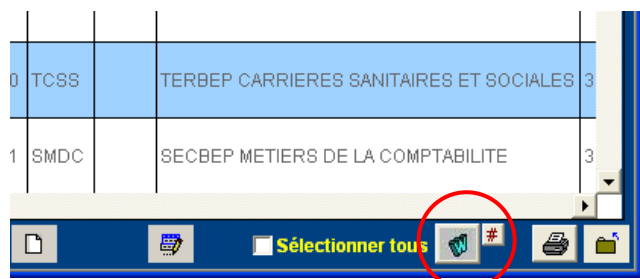 0 TCSS TERBEP CARRIERES SANITAIRES ET SOCIALES 3
1 SMDC SECBEP METIERS DE LA COMPTABILITE 3
Sélectionner tous #